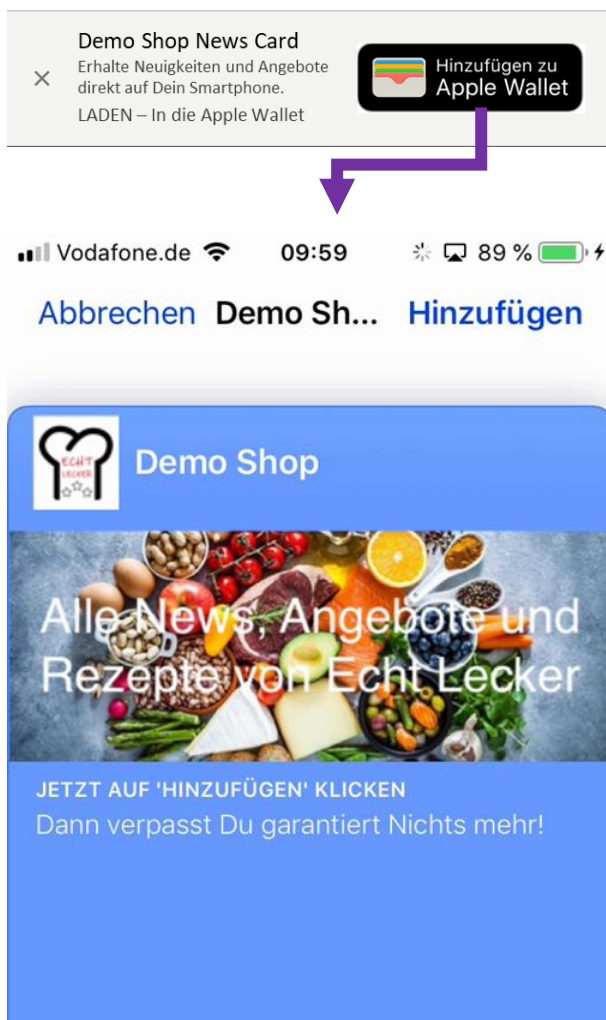 Demo Shop News Card
Erhalte Neuigkeiten und Angebote
direkt auf Dein Smartphone.
LADEN – In die Apple Wallet
Hinzufügen zu
Apple Wallet
Vodafone.de 09:59 89 %
Abbrechen Demo Sh... Hinzufügen
ECHT
LECKER
Demo Shop
Alle News, Angebote und
Rezepte von Echt Lecker
JETZT AUF 'HINZUFÜGEN' KLICKEN
Dann verpasst Du garantiert Nichts mehr!